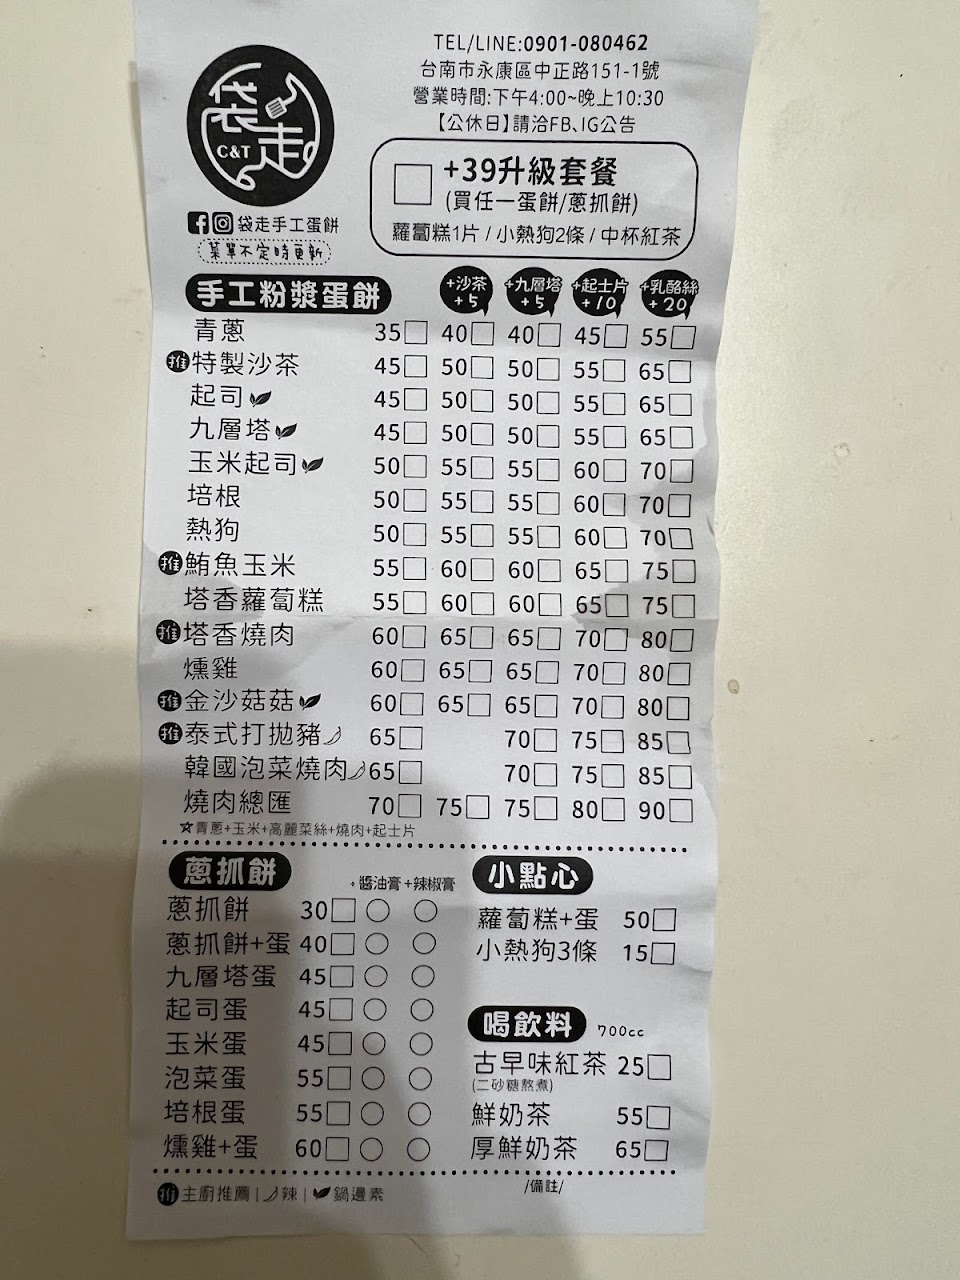 袋走
C&T
TEL/LINE:0901-080462
台南市永康區中正路151-1號
營業時間:下午4:00~晚上10:30
【公休日】請洽FB、IG公告
袋走手工蛋餅
菜單不定時更新
+39升級套餐
(買任一蛋餅/蔥抓餅)
蘿蔔糕1片 / 小熱狗2條 / 中杯紅茶
手工粉漿蛋餅 +沙茶+5 +九層塔+5 +起士片+10 +乳酪絲+20
青蔥 35 40 40 45 55
推 特製沙茶 45 50 50 55 65
起司 45 50 50 55 65
九層塔 45 50 50 55 65
玉米起司 50 55 55 60 70
培根 50 55 55 60 70
熱狗 50 55 55 60 70
推 鮪魚玉米 55 60 60 65 75
塔香蘿蔔糕 55 60 60 65 75
推 塔香燒肉 60 65 65 70 80
燻雞 60 65 65 70 80
推 金沙菇菇 60 65 65 70 80
推 泰式打拋豬 65 70 75 85
韓國泡菜燒肉 65 70 75 85
燒肉總匯 70 75 75 80 90
☆青蔥+玉米+高麗菜絲+燒肉+起士片
蔥抓餅 +醬油膏 +辣椒膏
蔥抓餅 30
蔥抓餅+蛋 40
九層塔蛋 45
起司蛋 45
玉米蛋 45
泡菜蛋 55
培根蛋 55
燻雞+蛋 60
小點心
蘿蔔糕+蛋 50
小熱狗3條 15
喝飲料 700cc
古早味紅茶 25
(二砂糖熬煮)
鮮奶茶 55
厚鮮奶茶 65
/備註/
推 主廚推薦 | 辣 | 鍋邊素